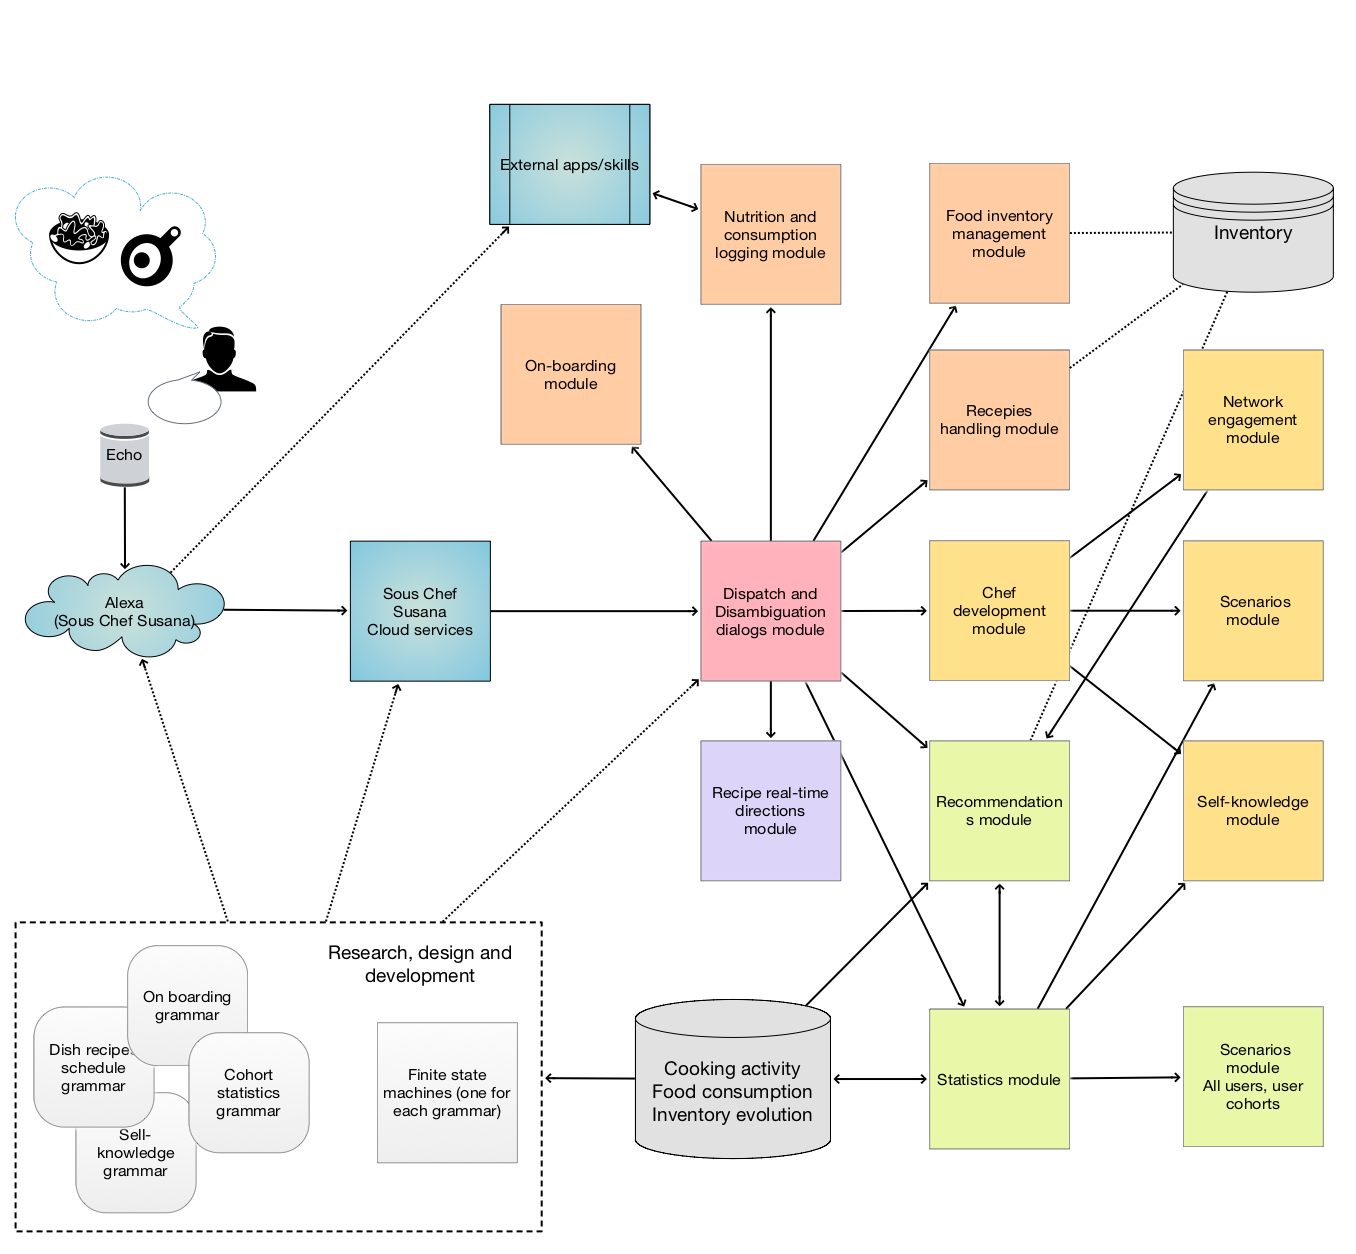 External apps/skills
Nutrition and
consumption
logging module
Food inventory
management
module
Inventory
On-boarding
module
Recepies
handling module
Network
engagement
module
Echo
Alexa
(Sous Chef Susana)
Sous Chef
Susana
Cloud services
Dispatch and
Disambiguation
dialogs module
Chef
development
module
Scenarios
module
Recipe real-time
directions
module
Recommendation
s module
Self-knowledge
module
Research, design and
development
On boarding
grammar
Dish recipes
schedule
grammar
Cohort
statistics
grammar
Sell-
knowledge
grammar
Finite state
machines (one for
each grammar)
Cooking activity
Food consumption
Inventory evolution
Statistics module
Scenarios
module
All users, user
cohorts